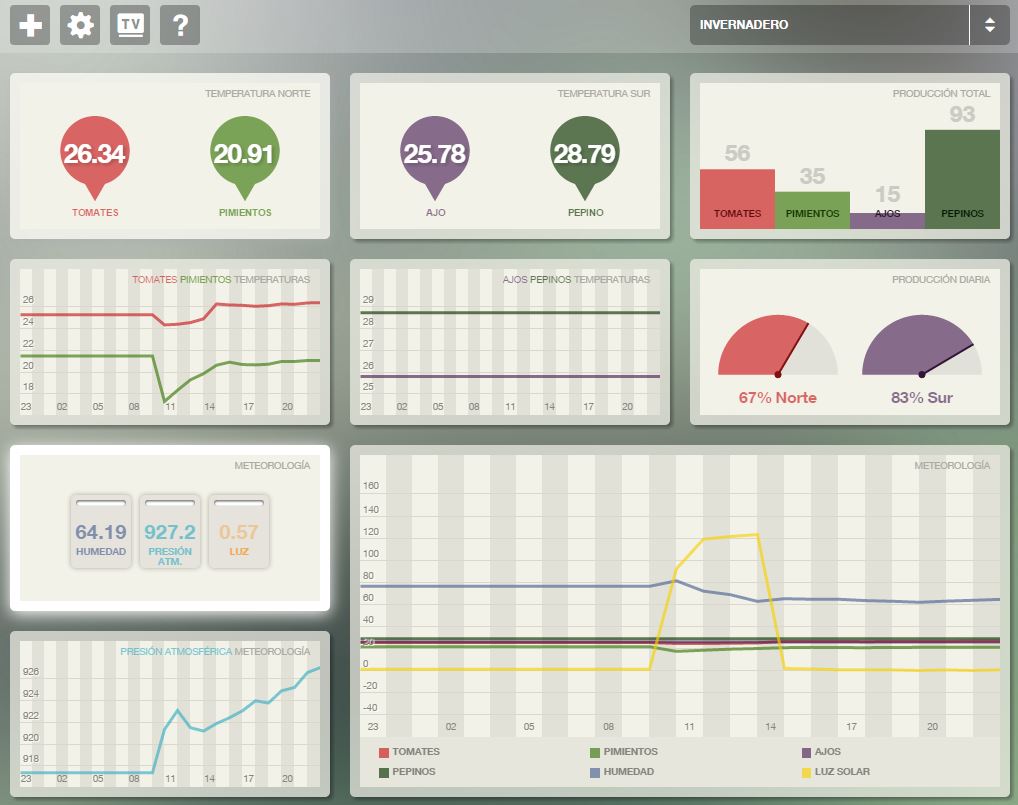 TV
?
INVERNADERO
TEMPERATURA NORTE
26.34
20.91
TOMATES
PIMIENTOS
TEMPERATURA SUR
25.78
28.79
AJO
PEPINO
PRODUCCIÓN TOTAL
93
56
35
15
TOMATES
PIMIENTOS
AJOS
PEPINOS
TOMATES PIMIENTOS TEMPERATURAS
26
24
22
20
18
23 02 05 08 11 14 17 20
AJOS PEPINOS TEMPERATURAS
29
28
27
26
25
23 02 05 08 11 14 17 20
PRODUCCIÓN DIARIA
67% Norte
83% Sur
METEOROLOGÍA
64.19
HUMEDAD
927.2
PRESIÓN
ATM.
0.57
LUZ
METEOROLOGÍA
160
140
120
100
80
60
40
20
0
-20
-40
23 02 05 08 11 14 17 20
TOMATES PIMIENTOS AJOS
PEPINOS HUMEDAD LUZ SOLAR
PRESIÓN ATMOSFÉRICA METEOROLOGÍA
926
924
922
920
918
23 02 05 08 11 14 17 20